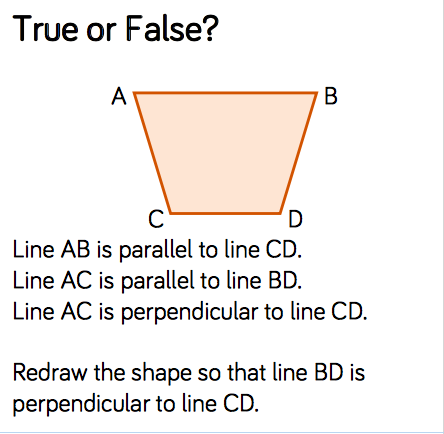 True or False?
A B
C D
Line AB is parallel to line CD.
Line AC is parallel to line BD.
Line AC is perpendicular to line CD.
Redraw the shape so that line BD is
perpendicular to line CD.